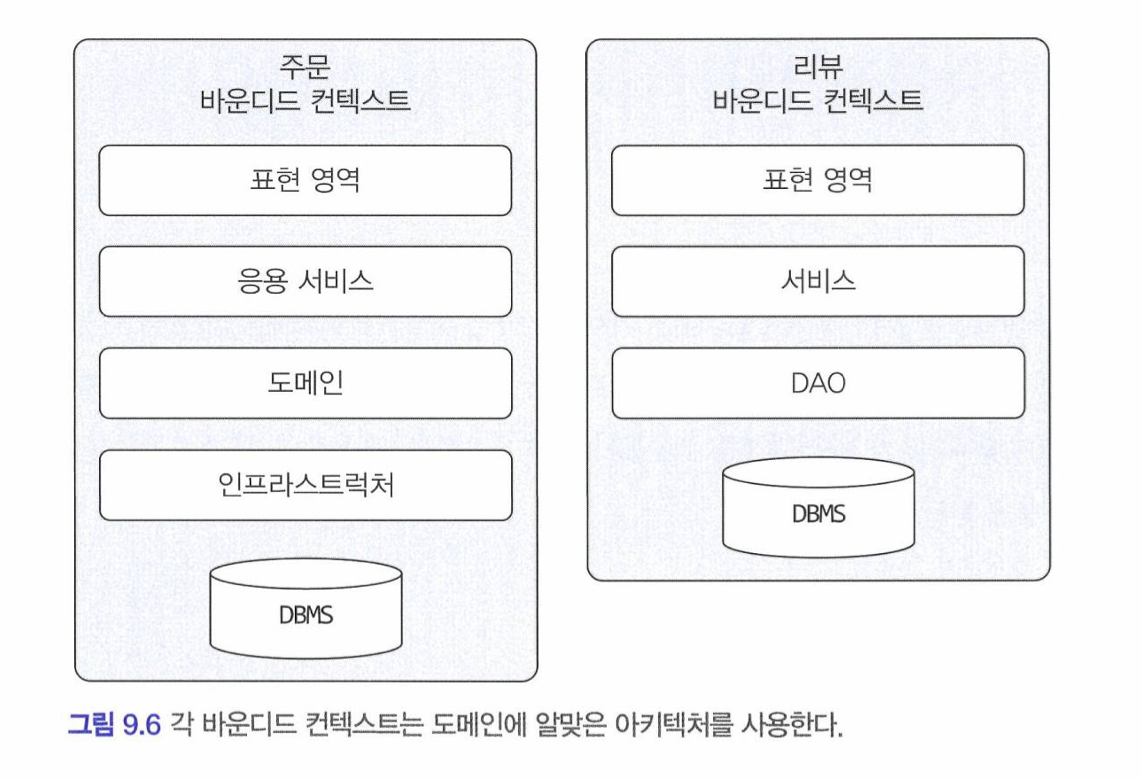 주문
바운디드 컨텍스트
표현 영역
응용 서비스
도메인
인프라스트럭처
DBMS
리뷰
바운디드 컨텍스트
표현 영역
서비스
DAO
DBMS
그림 9.6 각 바운디드 컨텍스트는 도메인에 알맞은 아키텍처를 사용한다.